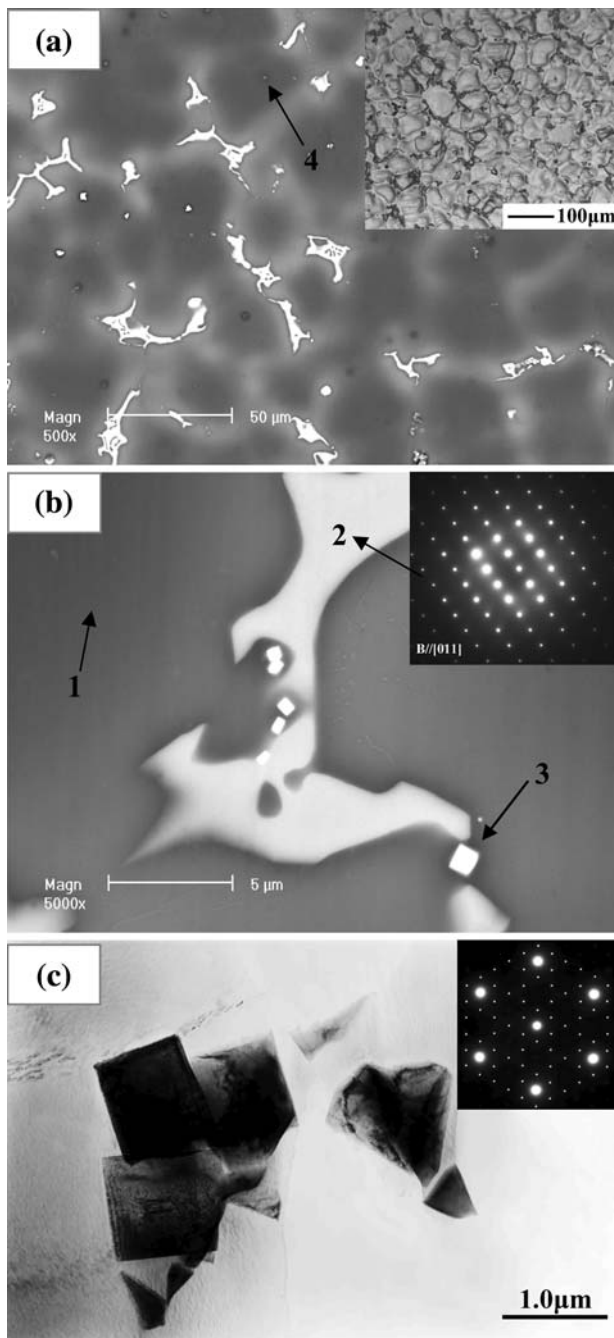 (a)
4
100μm
Magn
500x
50 μm
(b)
2
B//[011]
1
3
Magn
5000x
5 μm
(c)
1.0μm